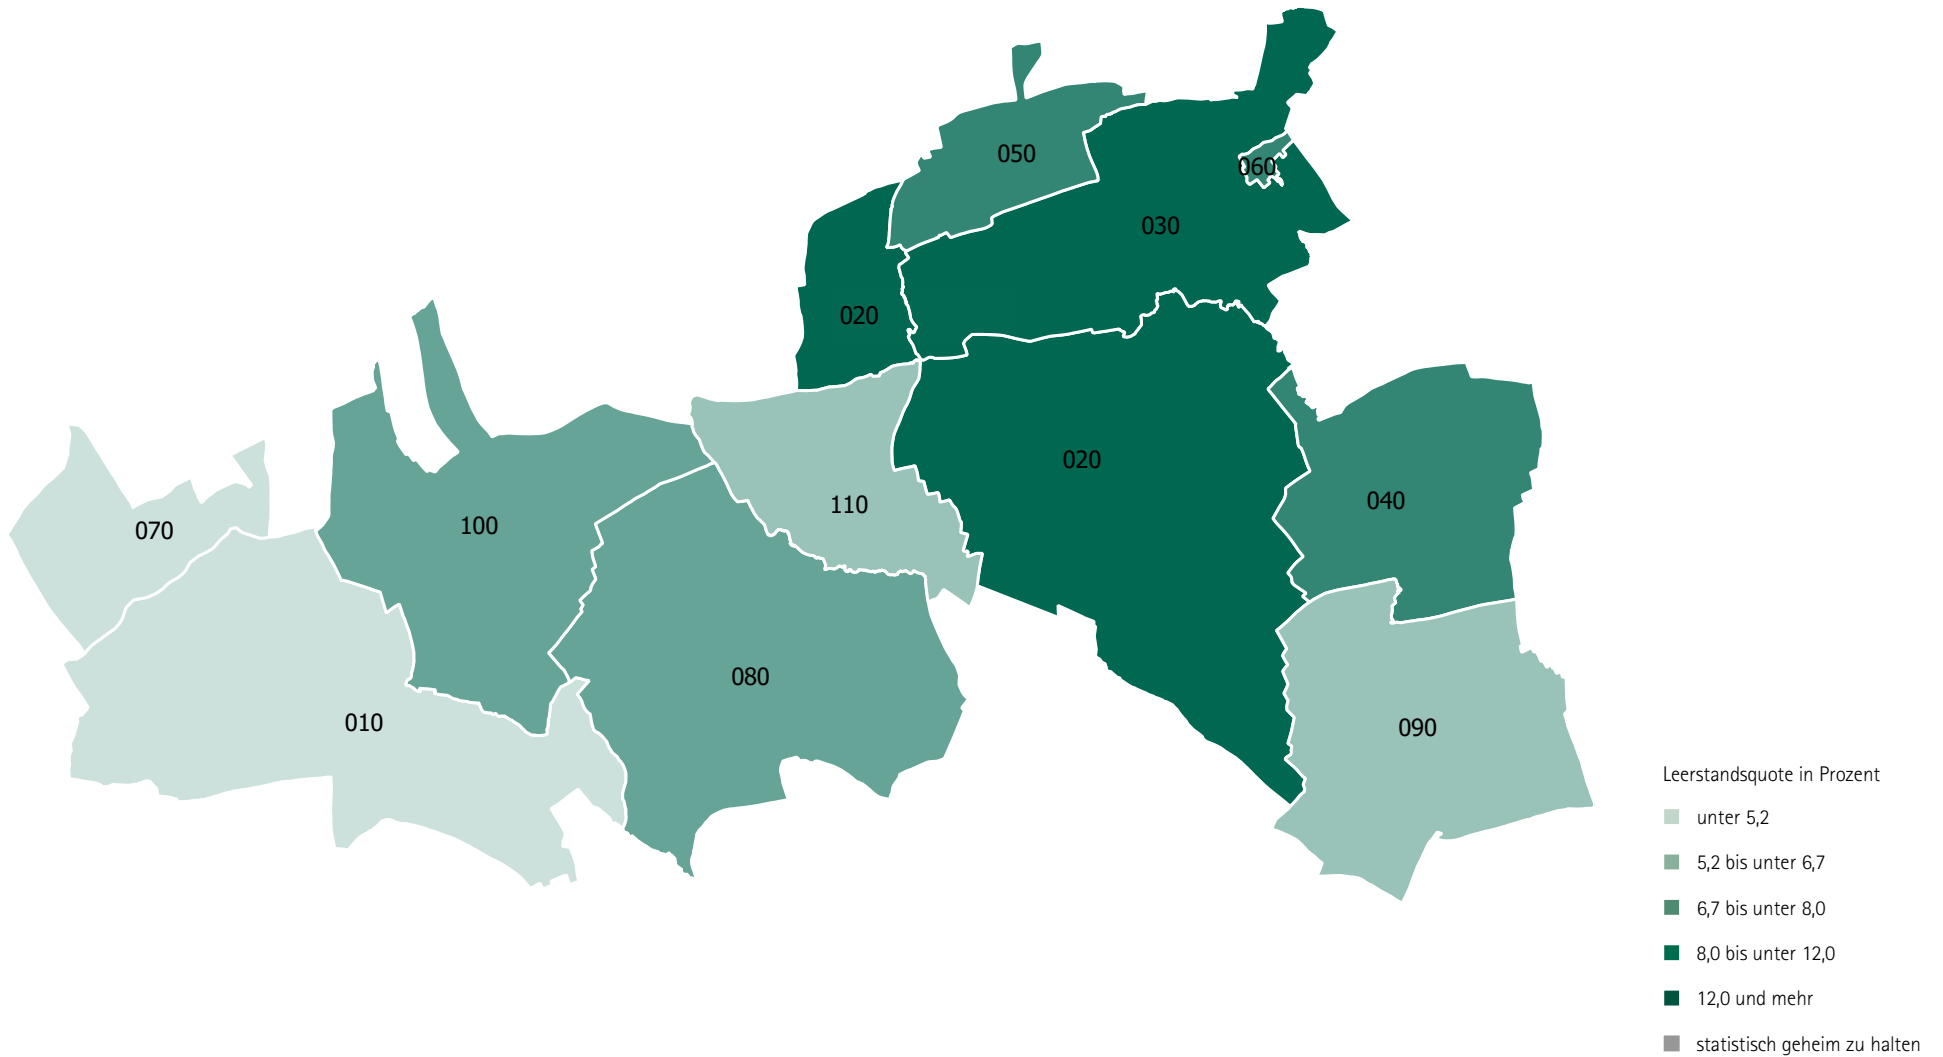 050
060
030
020
020
040
110
100
070
080
010
090
Leerstandsquote in Prozent
unter 5,2
5,2 bis unter 6,7
6,7 bis unter 8,0
8,0 bis unter 12,0
12,0 und mehr
statistisch geheim zu halten